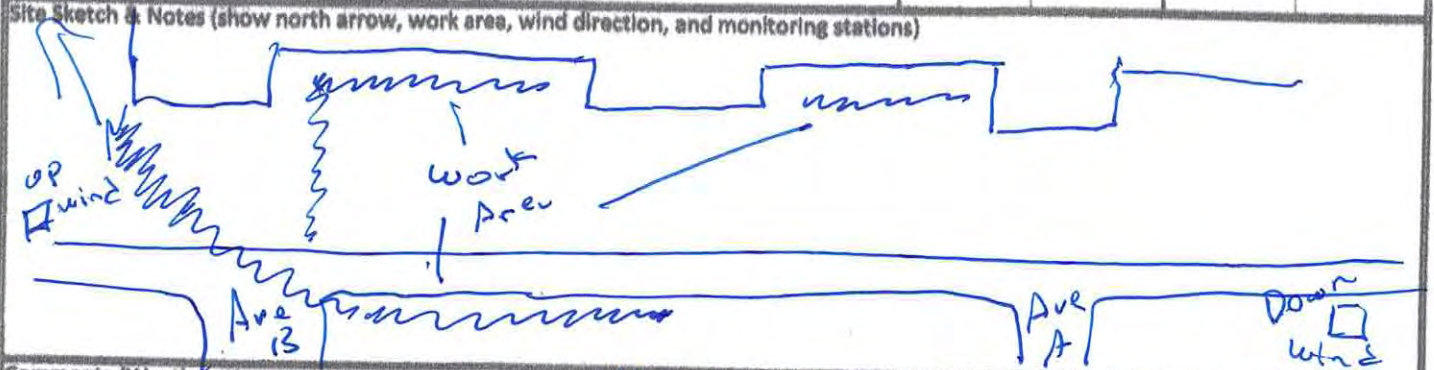 Site Sketch & Notes (show north arrow, work area, wind direction, and monitoring stations)
work
Area
up
wind
Ave
B
Ave
A
Down
wind